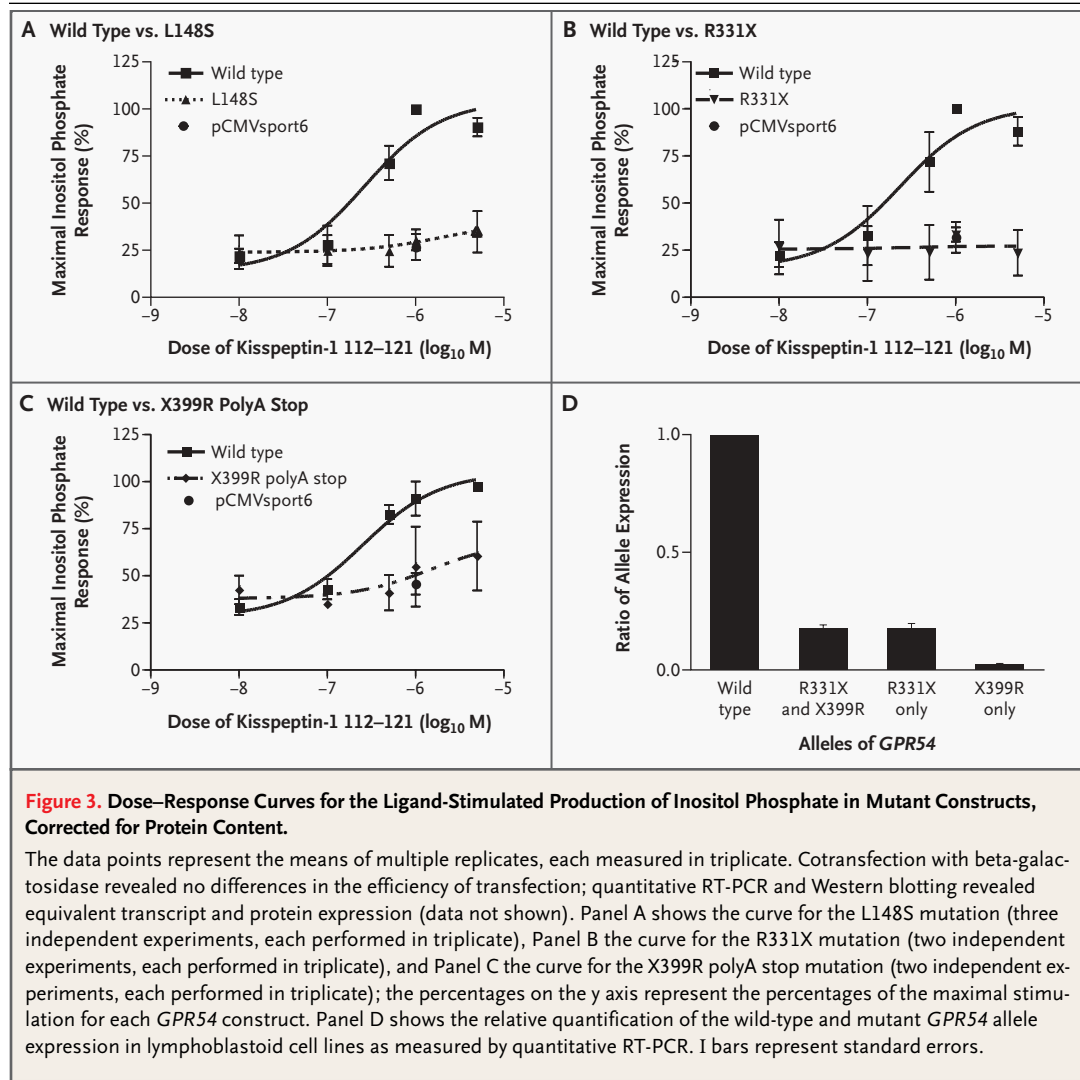 A Wild Type vs. L148S
Maximal Inositol Phosphate
Response (%)
125
100
75
50
25
0
Wild type
L148S
pCMVsport6
–9
–8
–7
–6
–5
Dose of Kisspeptin-1 112–121 (log10 M)
B Wild Type vs. R331X
Maximal Inositol Phosphate
Response (%)
125
100
75
50
25
0
Wild type
R331X
pCMVsport6
–9
–8
–7
–6
–5
Dose of Kisspeptin-1 112–121 (log10 M)
C Wild Type vs. X399R PolyA Stop
Maximal Inositol Phosphate
Response (%)
125
100
75
50
25
0
Wild type
X399R polyA stop
pCMVsport6
–9
–8
–7
–6
–5
Dose of Kisspeptin-1 112–121 (log10 M)
D
Ratio of Allele Expression
1.0
0.5
0.0
Wild
type
R331X
and X399R
R331X
only
X399R
only
Alleles of GPR54
Figure 3. Dose–Response Curves for the Ligand-Stimulated Production of Inositol Phosphate in Mutant Constructs,
Corrected for Protein Content.
The data points represent the means of multiple replicates, each measured in triplicate. Cotransfection with beta-galac-
tosidase revealed no differences in the efficiency of transfection; quantitative RT-PCR and Western blotting revealed
equivalent transcript and protein expression (data not shown). Panel A shows the curve for the L148S mutation (three
independent experiments, each performed in triplicate), Panel B the curve for the R331X mutation (two independent
experiments, each performed in triplicate), and Panel C the curve for the X399R polyA stop mutation (two independent ex-
periments, each performed in triplicate); the percentages on the y axis represent the percentages of the maximal stimu-
lation for each GPR54 construct. Panel D shows the relative quantification of the wild-type and mutant GPR54 allele
expression in lymphoblastoid cell lines as measured by quantitative RT-PCR. I bars represent standard errors.